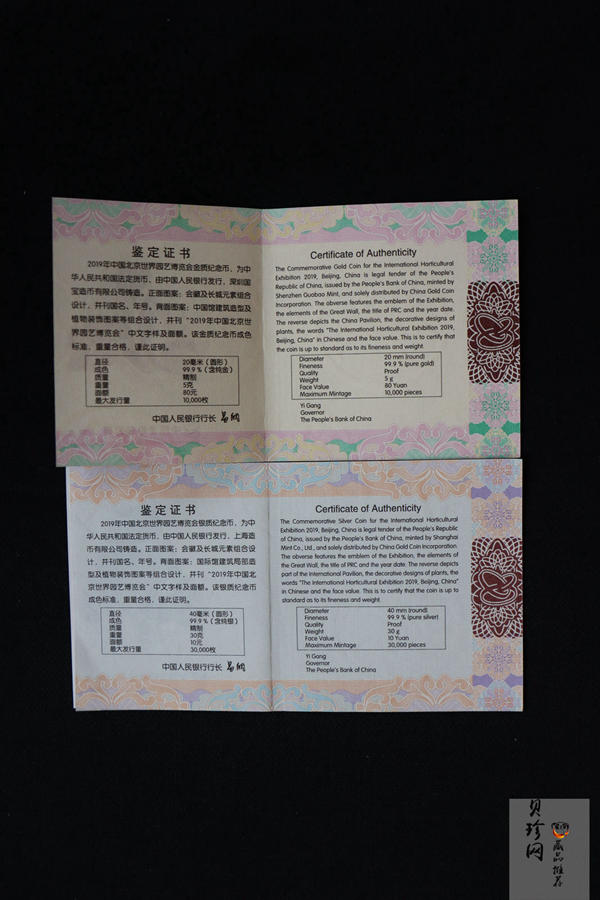 鉴定证书
2019年中国北京世界园艺博览会金质纪念币，为中
华人民共和国法定货币，由中国人民银行发行，深圳国
宝造币有限公司铸造。正面图案：会徽及长城元素组合
设计，并刊国名、年号。背面图案：中国馆建筑造型及
植物装饰图案等组合设计，并刊“2019年中国北京世
界园艺博览会”中文字样及面额。该金质纪念币成色
标准，重量合格，谨此证明。
直径 20毫米（圆形）
成色 99.9％（含纯金）
质量 精制
重量 5克
面额 80元
最大发行量 10,000枚
中国人民银行行长 易纲
Certificate of Authenticity
The Commemorative Gold Coin for the International Horticultural
Exhibition 2019, Beijing, China is legal tender of the People's
Republic of China, issued by the People's Bank of China, minted by
Shenzhen Guobao Mint, and solely distributed by China Gold Coin
Incorporation. The obverse features the emblem of the Exhibition,
the elements of the Great Wall, the title of PRC and the year date.
The reverse depicts the China Pavilion, the decorative designs of
plants, the words "The International Horticultural Exhibition 2019,
Beijing, China" in Chinese and the face value. This is to certify that
the coin is up to standard as to its fineness and weight.
Diameter 20 mm (round)
Fineness 99.9 % (pure gold)
Quality Proof
Weight 5 g
Face Value 80 Yuan
Maximum Mintage 10,000 pieces
Yi Gang
Governor
The People's Bank of China
鉴定证书
2019年中国北京世界园艺博览会银质纪念币，为中
华人民共和国法定货币，由中国人民银行发行，上海造
币有限公司铸造。正面图案：会徽及长城元素组合设
计，并刊国名、年号。背面图案：国际馆建筑局部造
型及植物装饰图案等组合设计，并刊“2019年中国北
京世界园艺博览会”中文字样及面额。该银质纪念币
成色标准，重量合格，谨此证明。
直径 40毫米（圆形）
成色 99.9％（含纯银）
质量 精制
重量 30克
面额 10元
最大发行量 30,000枚
中国人民银行行长 易纲
Certificate of Authenticity
The Commemorative Silver Coin for the International Horticultural
Exhibition 2019, Beijing, China is legal tender of the People's Republic
of China, issued by the People's Bank of China, minted by Shanghai
Mint Co., Ltd., and solely distributed by China Gold Coin Incorporation.
The obverse features the emblem of the Exhibition, the elements of
the Great Wall, the title of PRC and the year date. The reverse depicts
part of the International Pavilion, the decorative designs of plants, the
words "The International Horticultural Exhibition 2019, Beijing, China"
in Chinese and the face value. This is to certify that the coin is up to
standard as to its fineness and weight.
Diameter 40 mm (round)
Fineness 99.9 % (pure silver)
Quality Proof
Weight 30 g
Face Value 10 Yuan
Maximum Mintage 30,000 pieces
Yi Gang
Governor
The People's Bank of China
贝珍网
藏品推荐